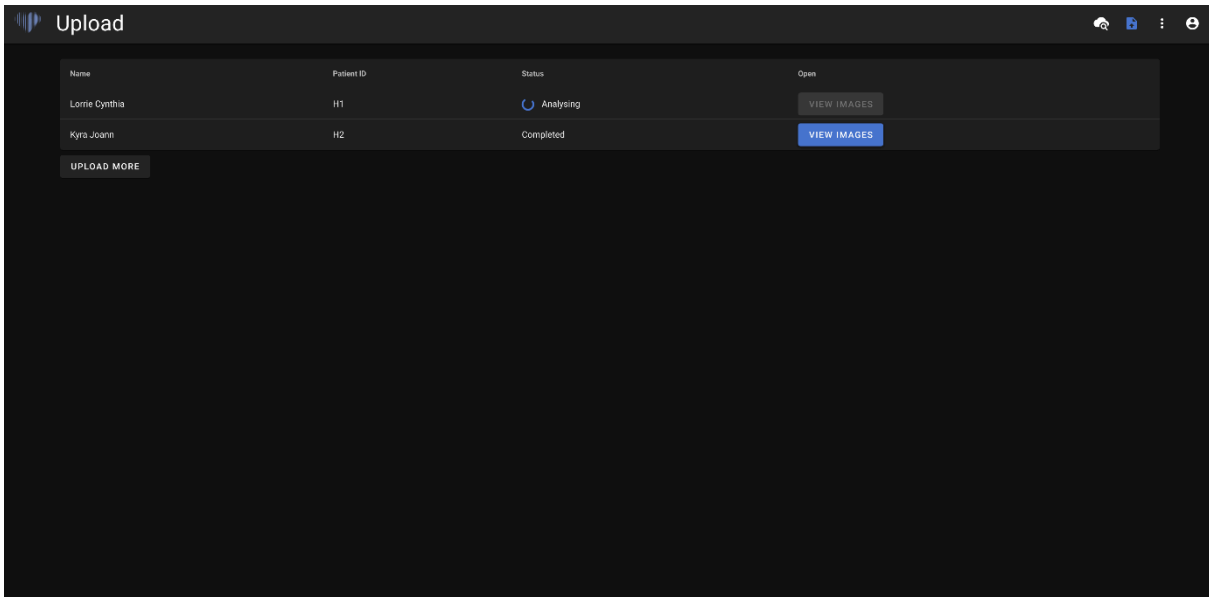 Upload
Name Patient ID Status Open
Lorrie Cynthia H1 Analysing VIEW IMAGES
Kyra Joann H2 Completed VIEW IMAGES
UPLOAD MORE